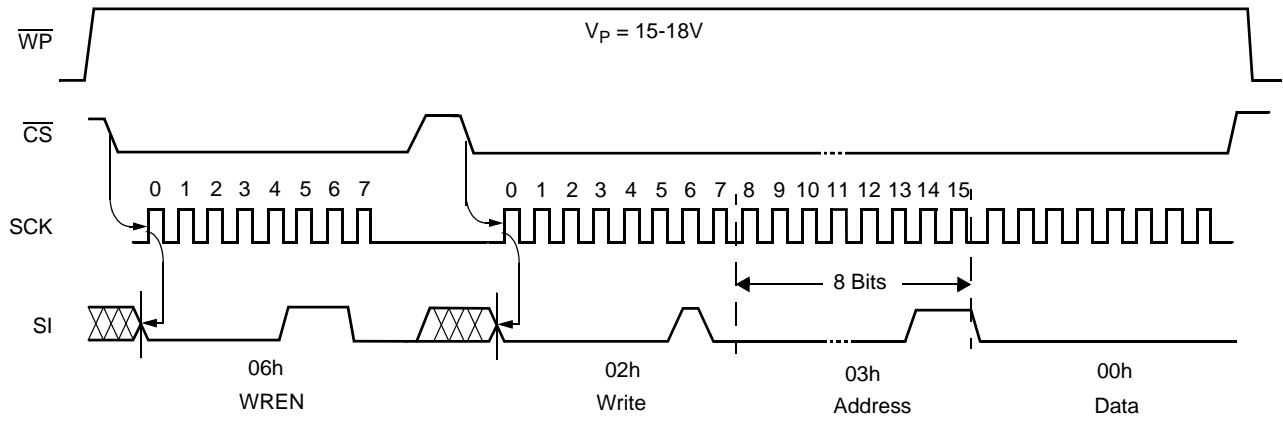 WP
V_P = 15-18V
CS
0 1 2 3 4 5 6 7
0 1 2 3 4 5 6 7 8 9 10 11 12 13 14 15
SCK
8 Bits
SI
06h
02h
03h
00h
WREN
Write
Address
Data